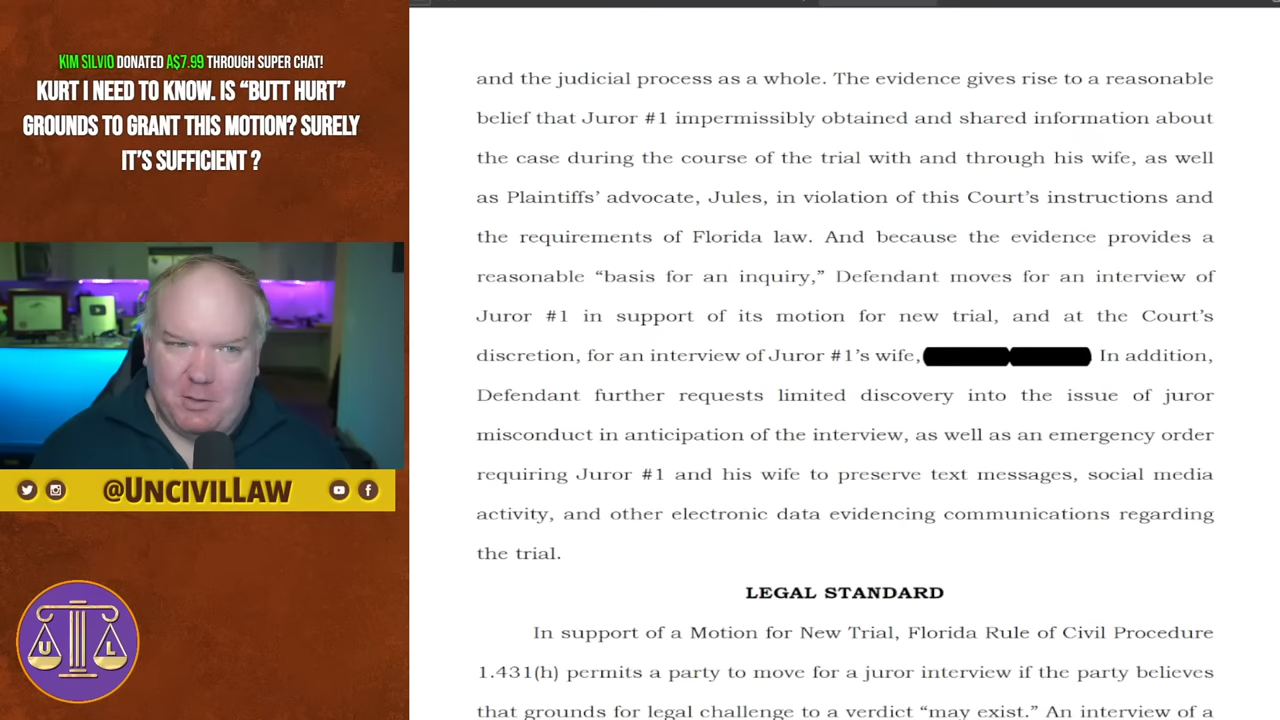 KIM SILVIO DONATED A$7.99 THROUGH SUPER CHAT!
KURT I NEED TO KNOW. IS “BUTT HURT”
GROUNDS TO GRANT THIS MOTION? SURELY
IT’S SUFFICIENT ?
@UNCIVILLAW
U L
and the judicial process as a whole. The evidence gives rise to a reasonable
belief that Juror #1 impermissibly obtained and shared information about
the case during the course of the trial with and through his wife, as well
as Plaintiffs’ advocate, Jules, in violation of this Court’s instructions and
the requirements of Florida law. And because the evidence provides a
reasonable “basis for an inquiry,” Defendant moves for an interview of
Juror #1 in support of its motion for new trial, and at the Court’s
discretion, for an interview of Juror #1’s wife, In addition,
Defendant further requests limited discovery into the issue of juror
misconduct in anticipation of the interview, as well as an emergency order
requiring Juror #1 and his wife to preserve text messages, social media
activity, and other electronic data evidencing communications regarding
the trial.
LEGAL STANDARD
In support of a Motion for New Trial, Florida Rule of Civil Procedure
1.431(h) permits a party to move for a juror interview if the party believes
that grounds for legal challenge to a verdict “may exist.” An interview of a